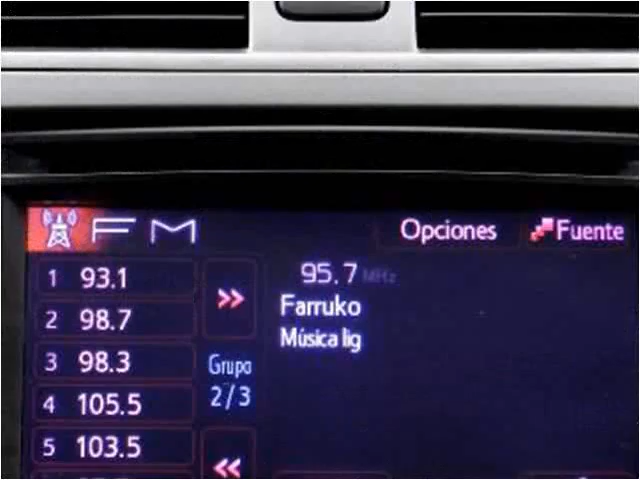 FM
Opciones
Fuente
1 93.1
2 98.7
3 98.3
4 105.5
5 103.5
>>
Grupo
2/3
<<
95.7 MHz
Farruko
Música lig